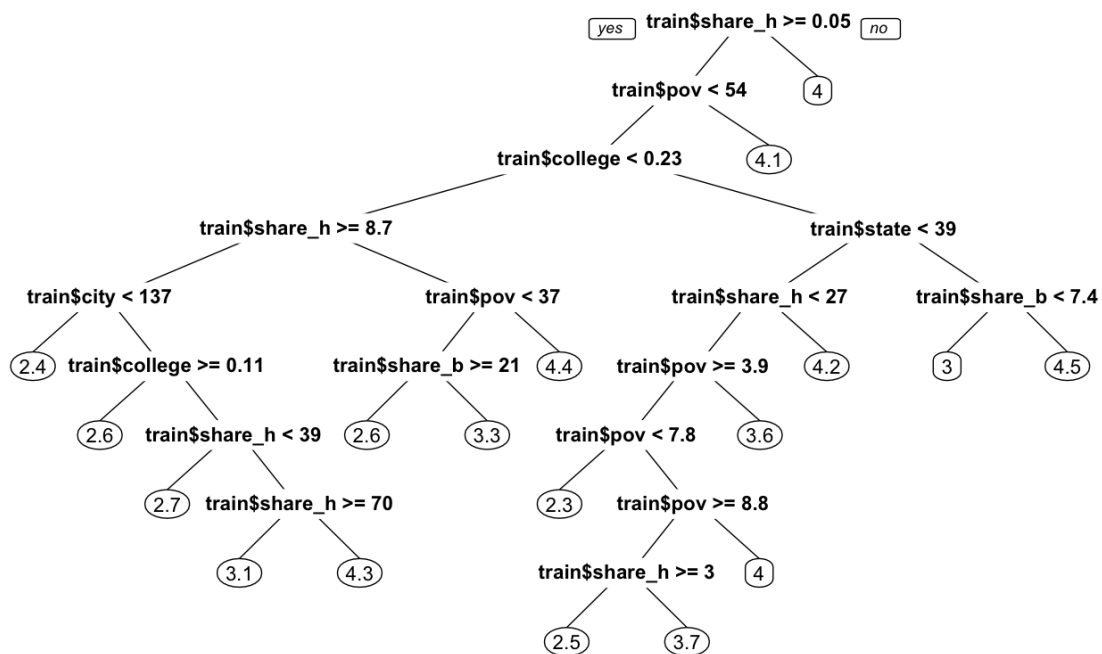 yes train$share_h >= 0.05 no
train$pov < 54 4
train$college < 0.23 4.1
train$share_h >= 8.7 train$state < 39
train$city < 137 train$pov < 37 train$share_h < 27 train$share_b < 7.4
2.4 train$college >= 0.11 train$share_b >= 21 4.4 train$pov >= 3.9 4.2 3 4.5
2.6 train$share_h < 39 2.6 3.3 train$pov < 7.8 3.6
2.7 train$share_h >= 70 2.3 train$pov >= 8.8
3.1 4.3 train$share_h >= 3 4
2.5 3.7